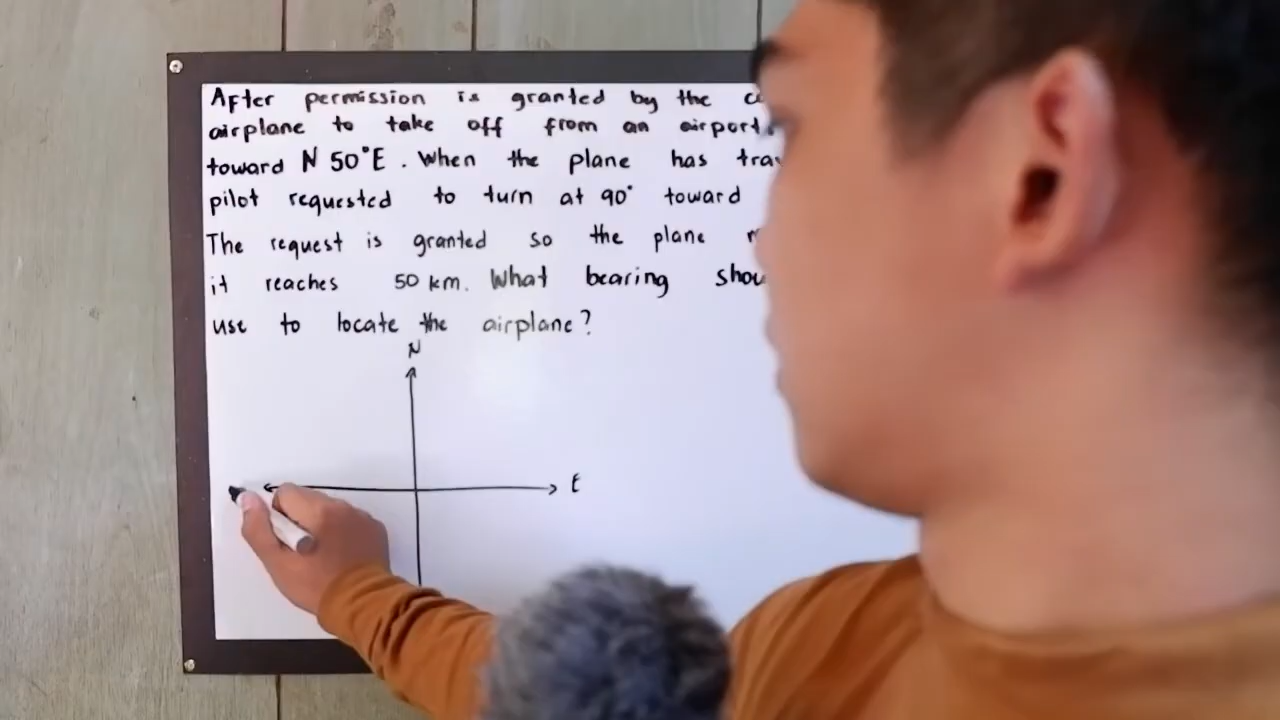 After permission is granted by the
airplane to take off from an airport
toward N 50°E. When the plane has
pilot requested to turn at 90° toward
The request is granted so the plane
it reaches 50 km. What bearing
use to locate the airplane?
N
E